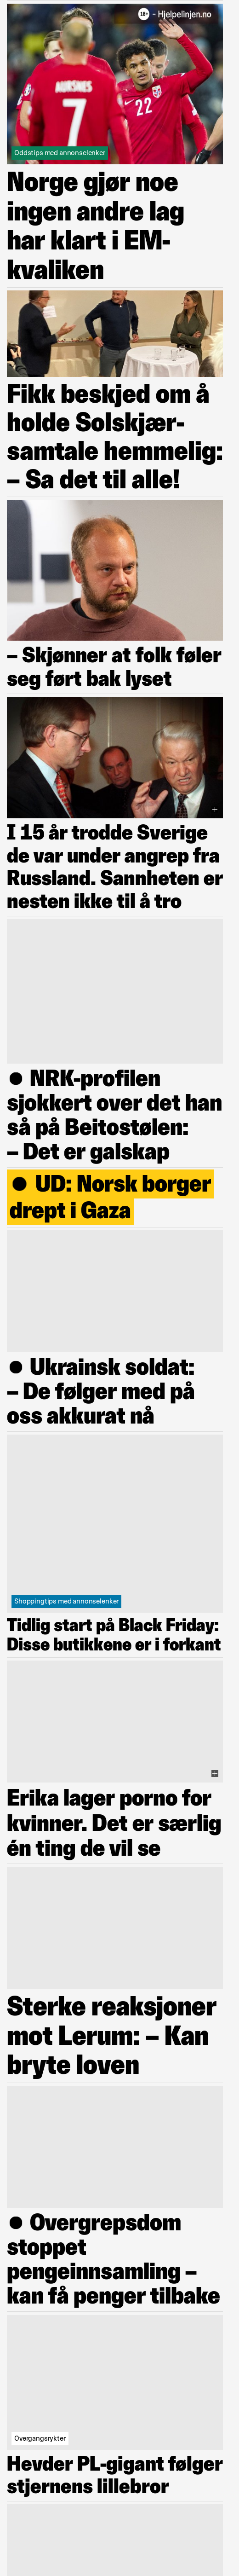 18+ - Hjelpelinjen.no
AURSNES
17
22
Oddstips med annonselenker
Norge gjør noe
ingen andre lag
har klart i EM-
kvaliken
Fikk beskjed om å
holde Solskjær-
samtale hemmelig:
– Sa det til alle!
– Skjønner at folk føler
seg ført bak lyset
I 15 år trodde Sverige
de var under angrep fra
Russland. Sannheten er
nesten ikke til å tro
● NRK-profilen
sjokkert over det han
så på Beitostølen:
– Det er galskap
● UD: Norsk borger
drept i Gaza
● Ukrainsk soldat:
– De følger med på
oss akkurat nå
Shoppingtips med annonselenker
Tidlig start på Black Friday:
Disse butikkene er i forkant
Erika lager porno for
kvinner. Det er særlig
én ting de vil se
Sterke reaksjoner
mot Lerum: – Kan
bryte loven
● Overgrepsdom
stoppet
pengeinnsamling –
kan få penger tilbake
Overgangsrykter
Hevder PL-gigant følger
stjernens lillebror